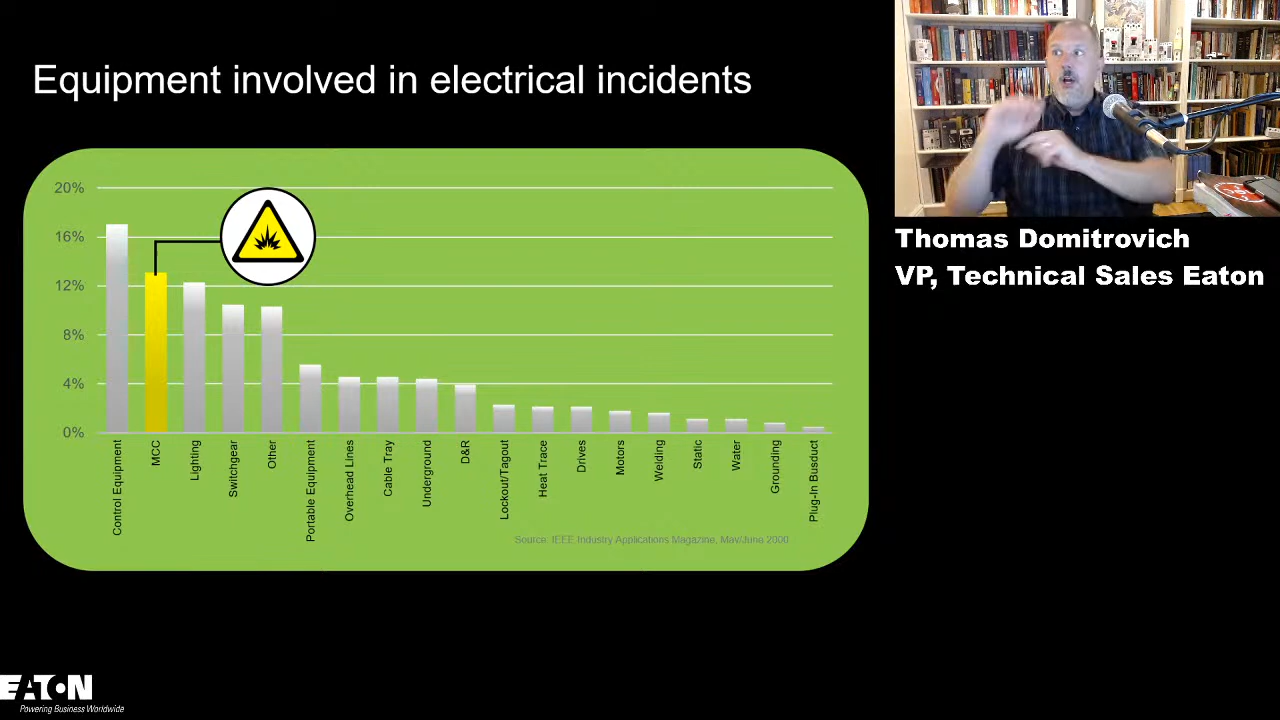 Equipment involved in electrical incidents
20%
16%
12%
8%
4%
0%
Control Equipment
MCC
Lighting
Switchgear
Other
Portable Equipment
Overhead Lines
Cable Tray
Underground
D&R
Lockout/Tagout
Heat Trace
Drives
Motors
Welding
Static
Water
Grounding
Plug-In Busduct
Source: IEEE Industry Applications Magazine, May/June 2000
Thomas Domitrovich
VP, Technical Sales Eaton
EATON
Powering Business Worldwide